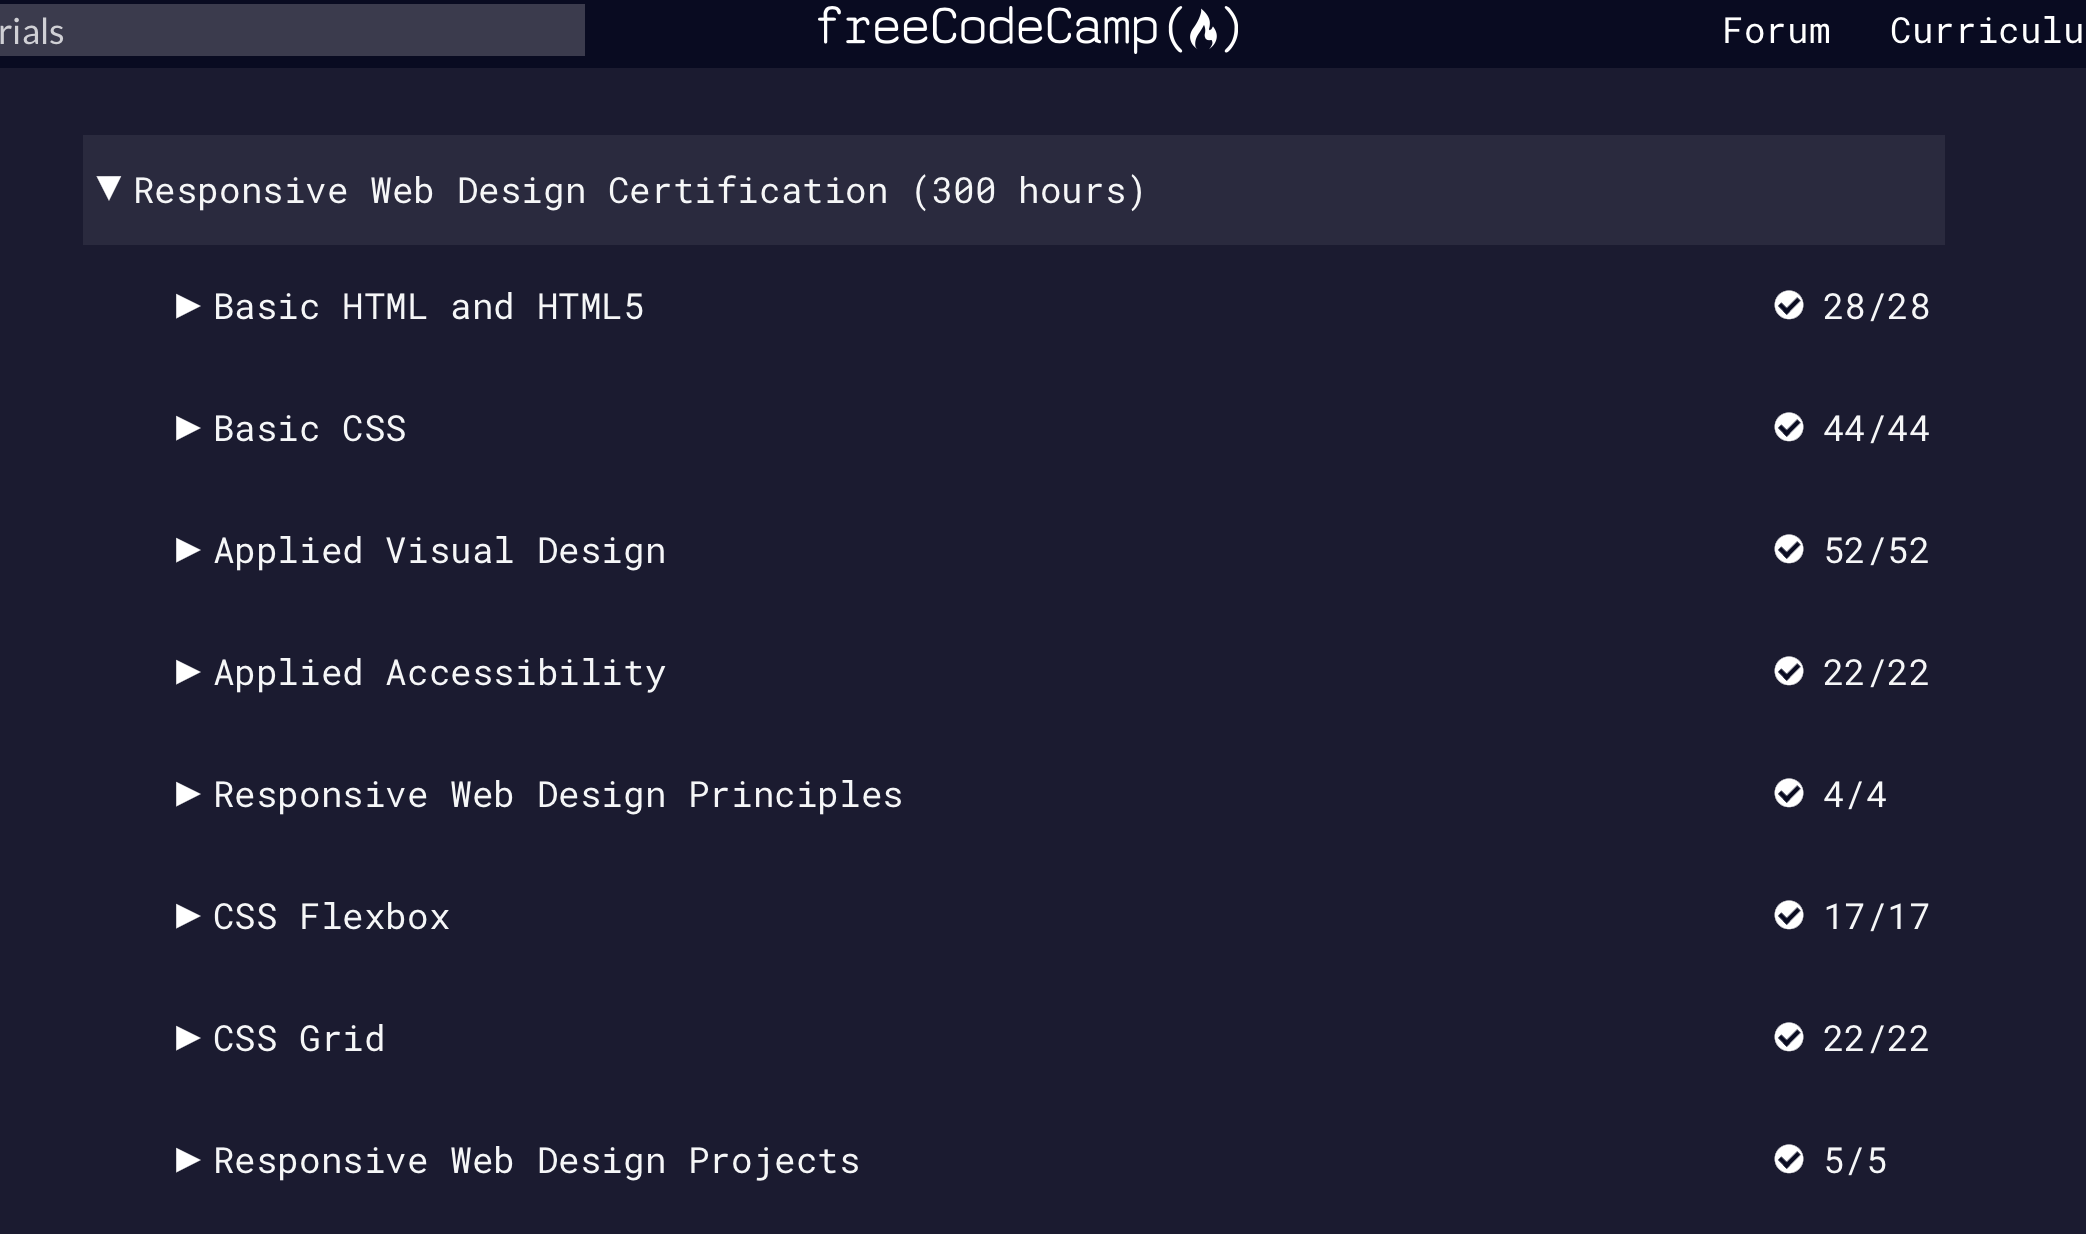 rials
freeCodeCamp
Forum
Curriculu
Responsive Web Design Certification (300 hours)
Basic HTML and HTML5 28/28
Basic CSS 44/44
Applied Visual Design 52/52
Applied Accessibility 22/22
Responsive Web Design Principles 4/4
CSS Flexbox 17/17
CSS Grid 22/22
Responsive Web Design Projects 5/5